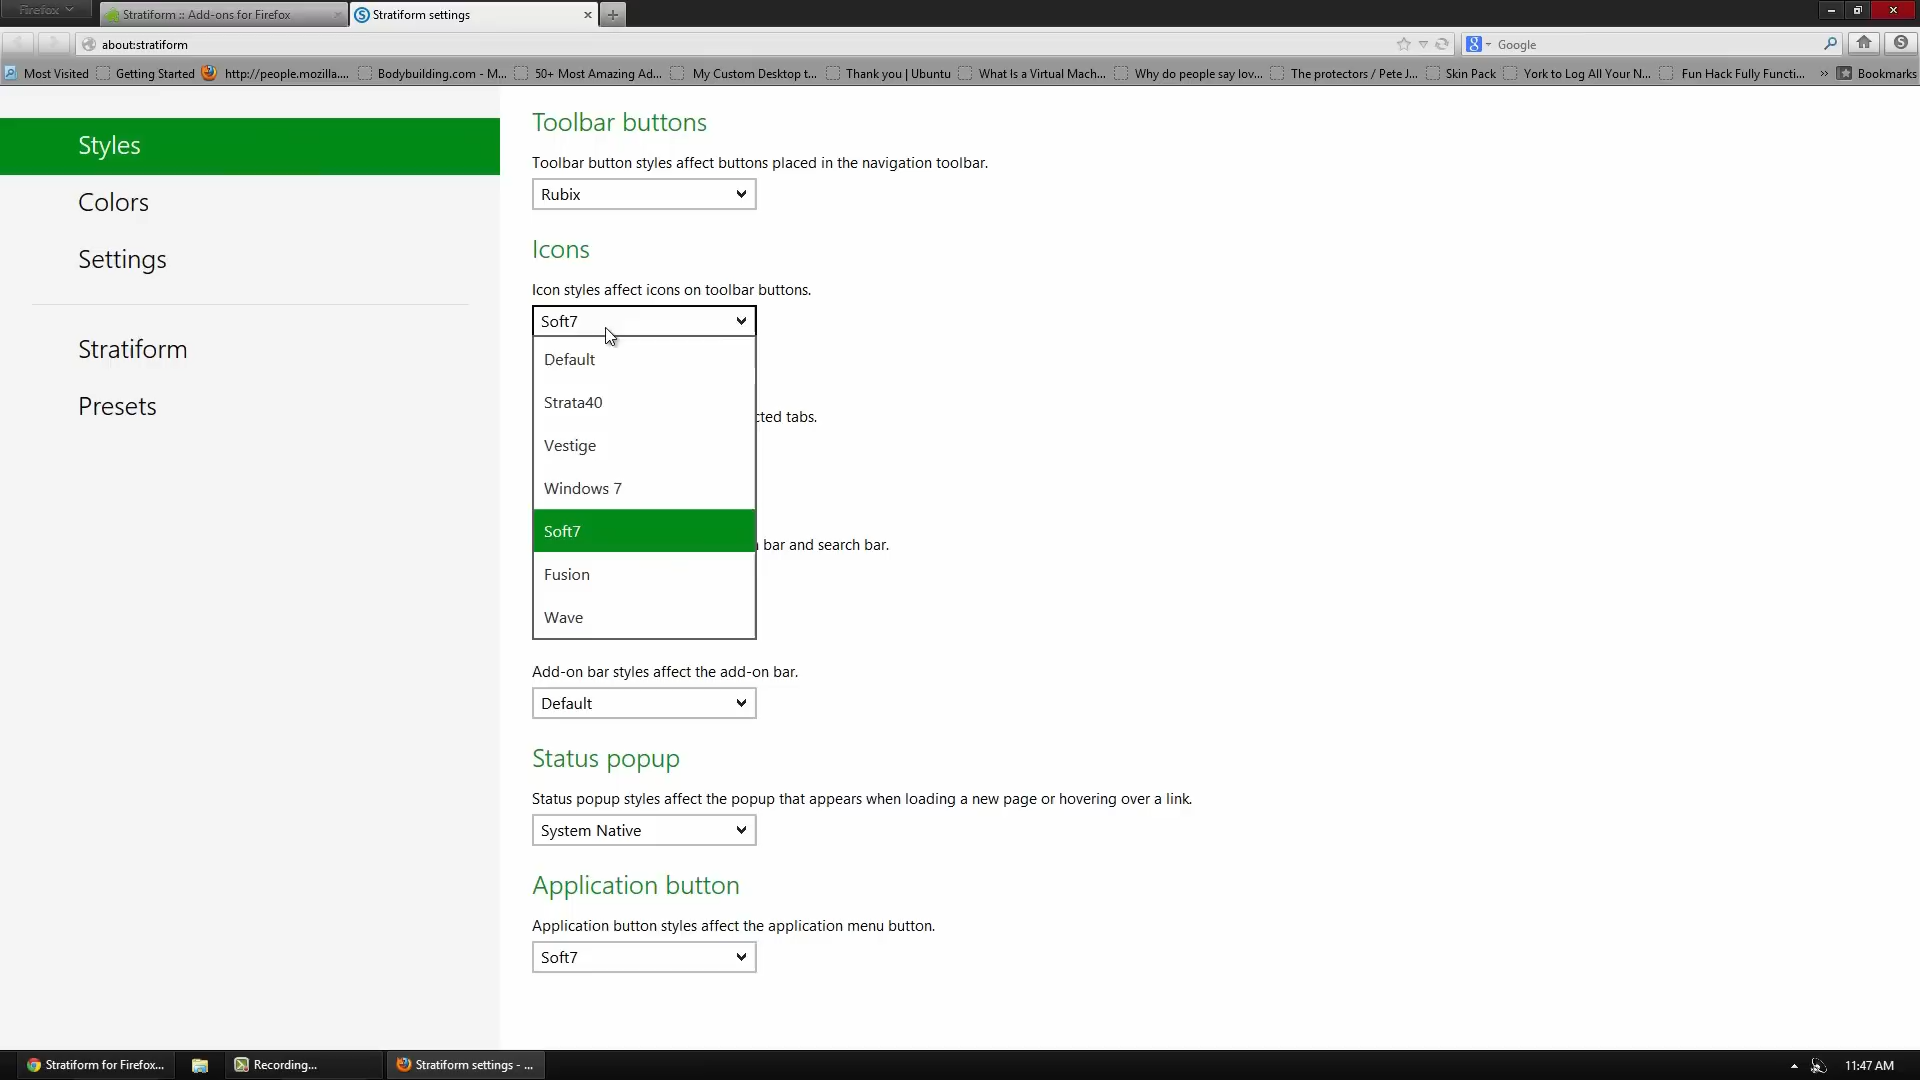 Firefox
Stratiform :: Add-ons for Firefox
Stratiform settings
about:stratiform
Google
Most Visited
Getting Started
http://people.mozilla....
Bodybuilding.com - M...
50+ Most Amazing Ad...
My Custom Desktop t...
Thank you | Ubuntu
What Is a Virtual Mach...
Why do people say lov...
The protectors / Pete J...
Skin Pack
York to Log All Your N...
Fun Hack Fully Functi...
Bookmarks
Styles
Colors
Settings
Stratiform
Presets
Toolbar buttons
Toolbar button styles affect buttons placed in the navigation toolbar.
Rubix
Icons
Icon styles affect icons on toolbar buttons.
Soft7
Default
Strata40
cted tabs.
Vestige
Windows 7
Soft7
bar and search bar.
Fusion
Wave
Add-on bar styles affect the add-on bar.
Default
Status popup
Status popup styles affect the popup that appears when loading a new page or hovering over a link.
System Native
Application button
Application button styles affect the application menu button.
Soft7
Stratiform for Firefox...
Recording...
Stratiform settings - ...
11:47 AM